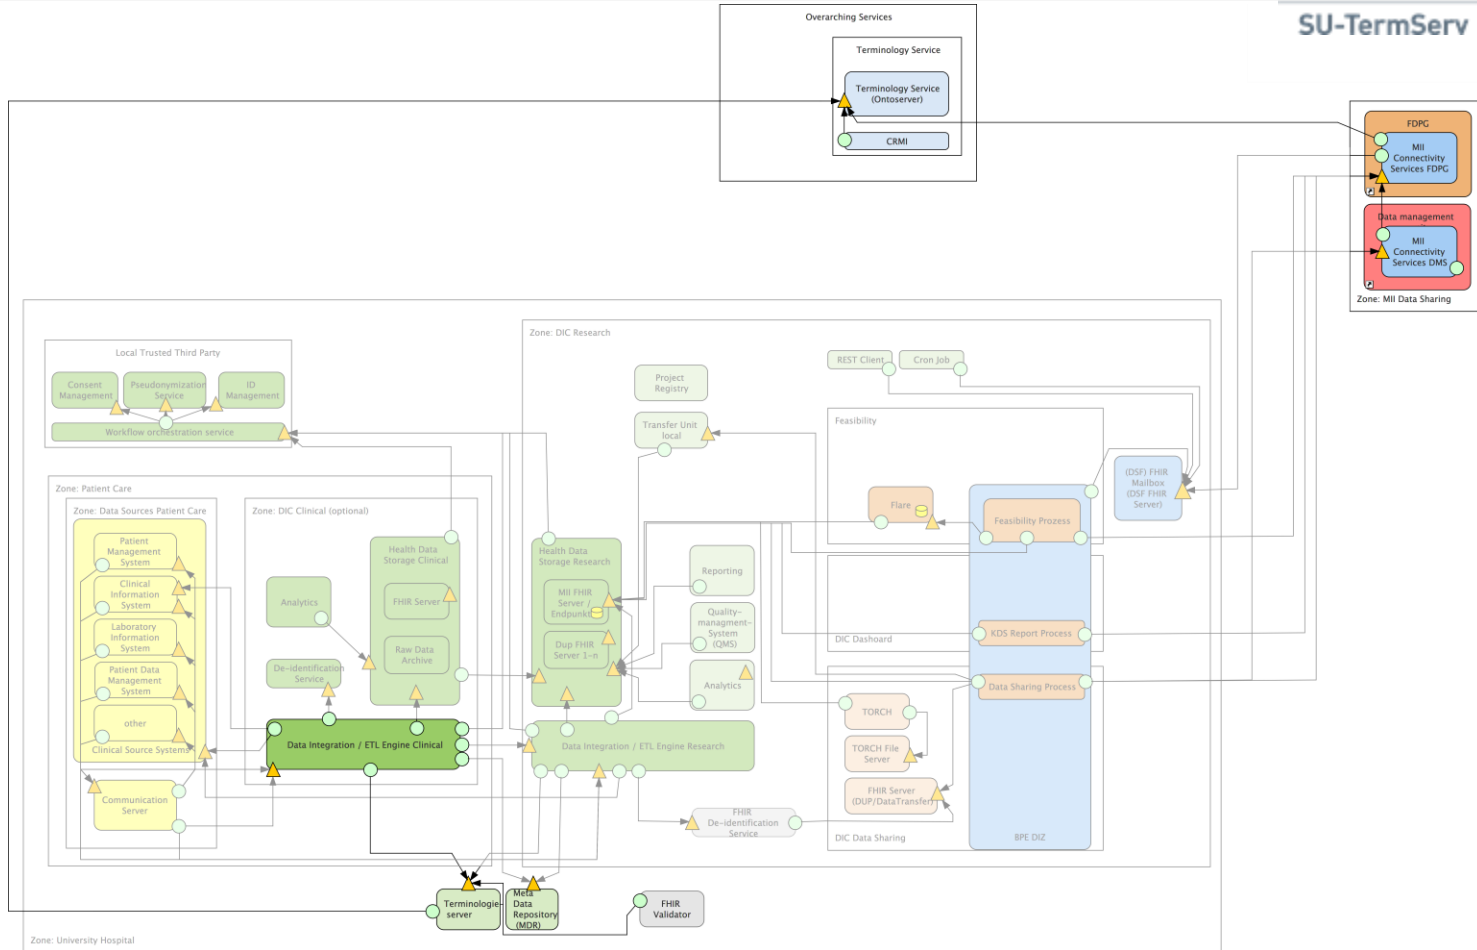 SU-TermServ
Overarching Services
Terminology Service
Terminology Service
(Ontoserver)
CRMI
FDPG
MII
Connectivity
Services FDPG
Data management
MII
Connectivity
Services DMS
Zone: MII Data Sharing
Zone: DIC Research
Local Trusted Third Party
Consent
Management
Pseudonymization
Service
ID
Management
Workflow orchestration service
Project
Registry
Transfer Unit
local
REST Client
Cron Job
Feasibility
(DSF) FHIR
Mailbox
(DSF FHIR
Server)
Flare
Feasibility Prozess
Zone: Patient Care
Zone: Data Sources Patient Care
Patient
Management
System
Clinical
Information
System
Laboratory
Information
System
Patient Data
Management
System
other
Clinical Source Systems
Communication
Server
Zone: DIC Clinical (optional)
Analytics
De-identification
Service
Health Data
Storage Clinical
FHIR Server
Raw Data
Archive
Data Integration / ETL Engine Clinical
Health Data
Storage Research
MII FHIR
Server /
Endpunkt
Dup FHIR
Server 1-n
Reporting
Quality-
managment-
System
(QMS)
Analytics
Data Integration / ETL Engine Research
DIC Dashoard
KDS Report Process
Data Sharing Process
TORCH
TORCH File
Server
FHIR Server
(DUP/DataTransfer)
FHIR
De-identification
Service
DIC Data Sharing
BPE DIZ
Terminologie-
server
Meta
Data
Repository
(MDR)
FHIR
Validator
Zone: University Hospital